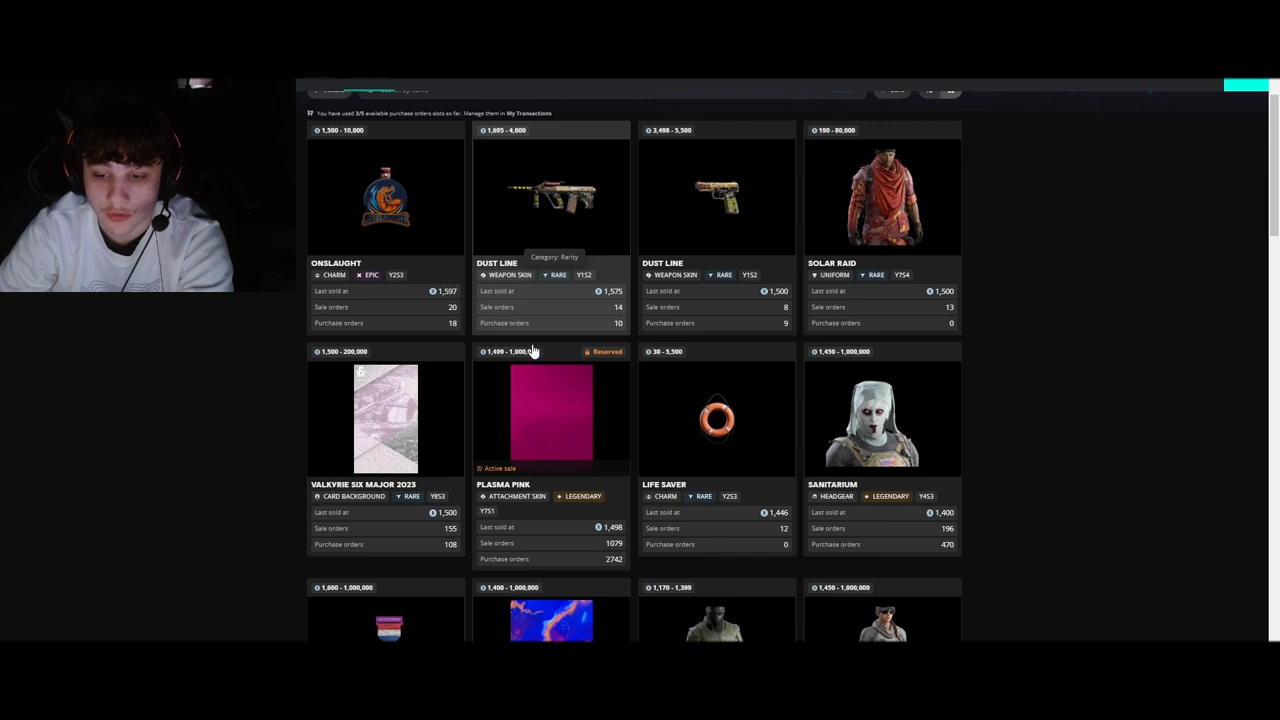 You have used 3/5 available purchase orders slots so far. Manage them in My Transactions
1,500 - 10,000
ONSLAUGHT
CHARM EPIC Y2S3
Last sold at 1,597
Sale orders 20
Purchase orders 18
1,695 - 4,000
Category: Rarity
DUST LINE
WEAPON SKIN RARE Y1S2
Last sold at 1,575
Sale orders 14
Purchase orders 10
3,498 - 5,500
DUST LINE
WEAPON SKIN RARE Y1S2
Last sold at 1,500
Sale orders 8
Purchase orders 9
190 - 80,000
SOLAR RAID
UNIFORM RARE Y7S4
Last sold at 1,500
Sale orders 13
Purchase orders 0
1,500 - 200,000
VALKYRIE SIX MAJOR 2023
CARD BACKGROUND RARE Y8S3
Last sold at 1,500
Sale orders 155
Purchase orders 108
Reserved
Active sale
PLASMA PINK
ATTACHMENT SKIN LEGENDARY
Y7S1
Last sold at 1,498
Sale orders 1079
Purchase orders 2742
30 - 5,500
LIFE SAVER
CHARM RARE Y2S3
Last sold at 1,446
Sale orders 12
Purchase orders 0
1,450 - 1,000,000
SANITARIUM
HEADGEAR LEGENDARY Y4S3
Last sold at 1,400
Sale orders 196
Purchase orders 470
1,600 - 1,000,000
1,400 - 1,000,000
1,170 - 1,399
1,450 - 1,000,000